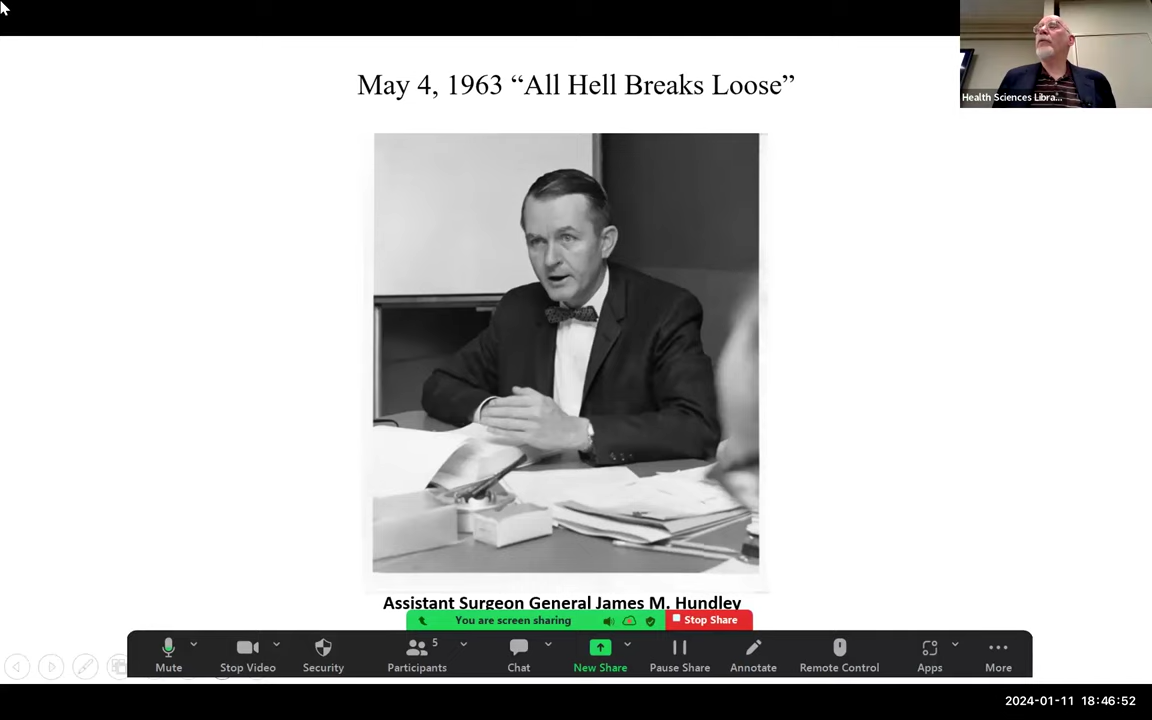 Health Sciences Libra...
May 4, 1963 “All Hell Breaks Loose”
Assistant Surgeon General James M. Hundley
You are screen sharing
Stop Share
5
Mute
Stop Video
Security
Participants
Chat
New Share
Pause Share
Annotate
Remote Control
Apps
More
2024-01-11 18:46:52